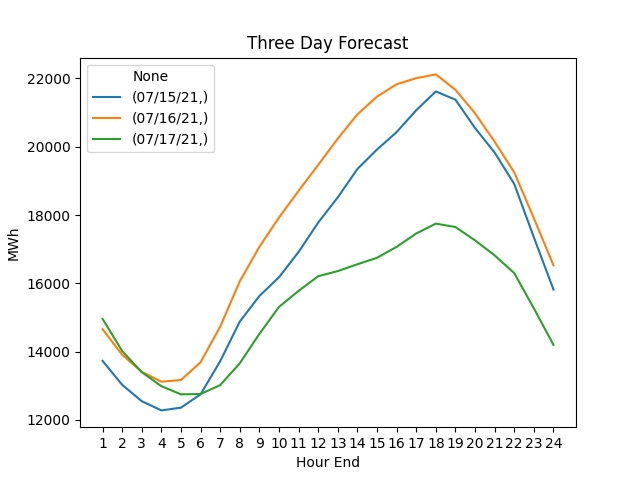 Three Day Forecast
None
(07/15/21,)
(07/16/21,)
(07/17/21,)
22000
20000
18000
16000
14000
12000
MWh
1 2 3 4 5 6 7 8 9 10 11 12 13 14 15 16 17 18 19 20 21 22 23 24
Hour End